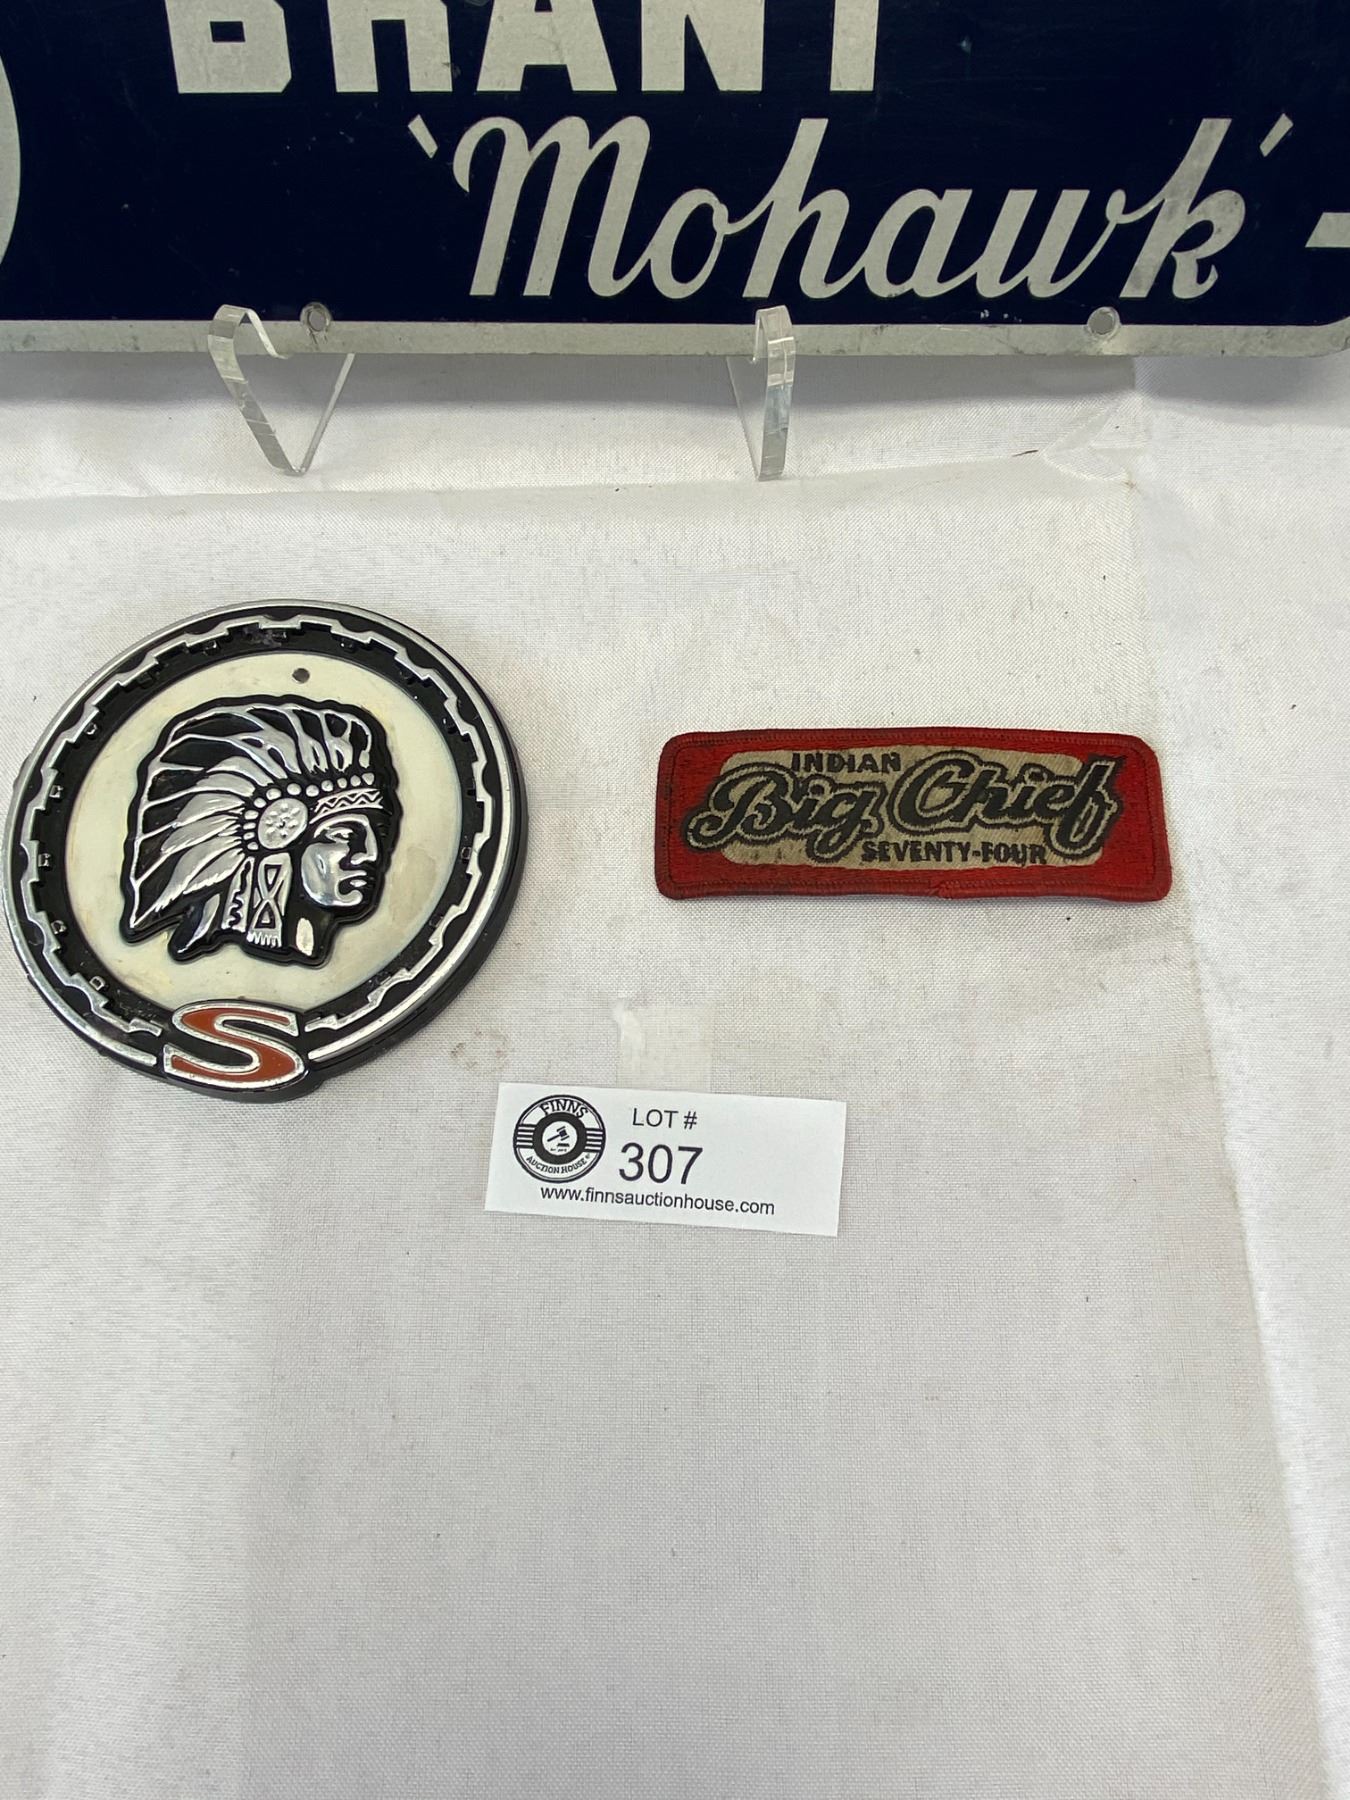 BRANT
'Mohawk' -
S
INDIAN
Big Chief
SEVENTY-FOUR
FINNS
AUCTION HOUSE
LOT #
307
www.finnsauctionhouse.com